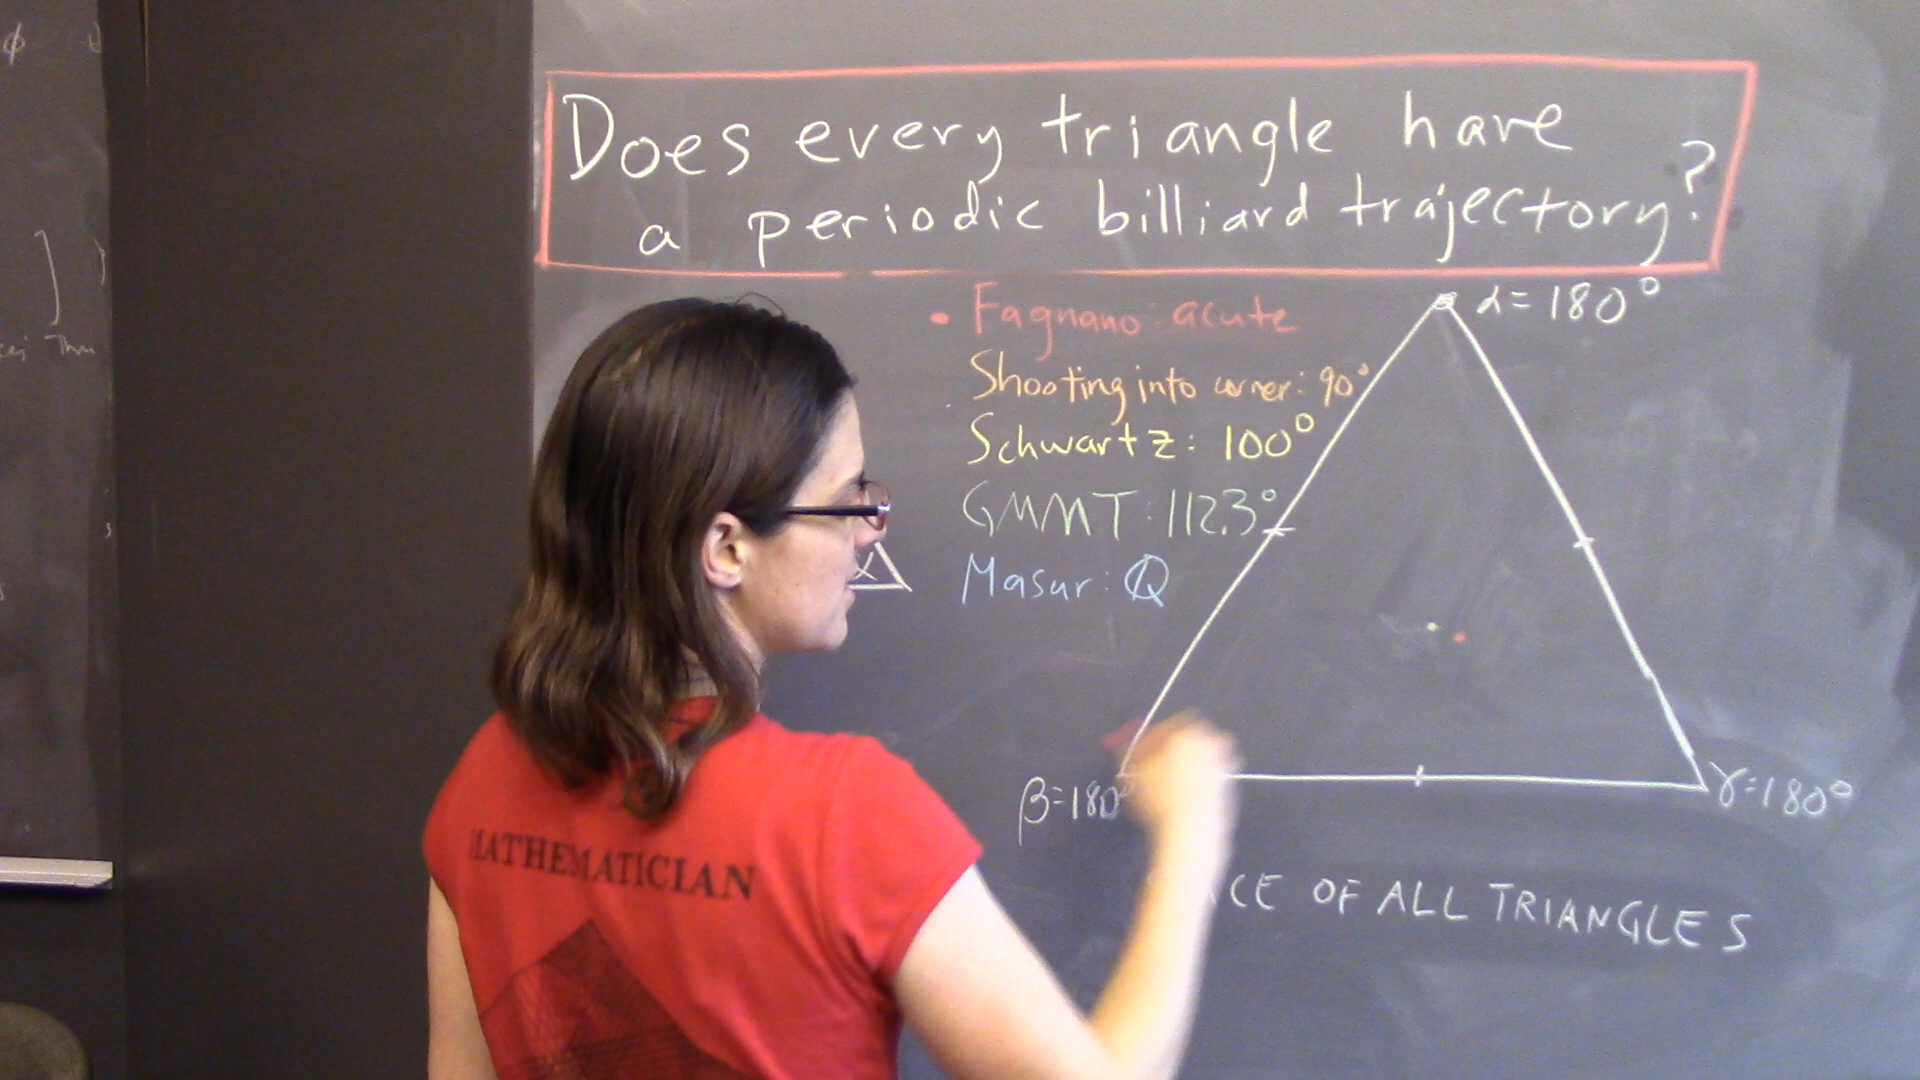 Does every triangle have
a periodic billiard trajectory?
• Fagnano: acute
Shooting into corner: 90°
Schwartz: 100°
GMMT: 112.3°
Masur: ℚ
α=180°
β=180°
γ=180°
OF ALL TRIANGLES
MATHEMATICIAN
α